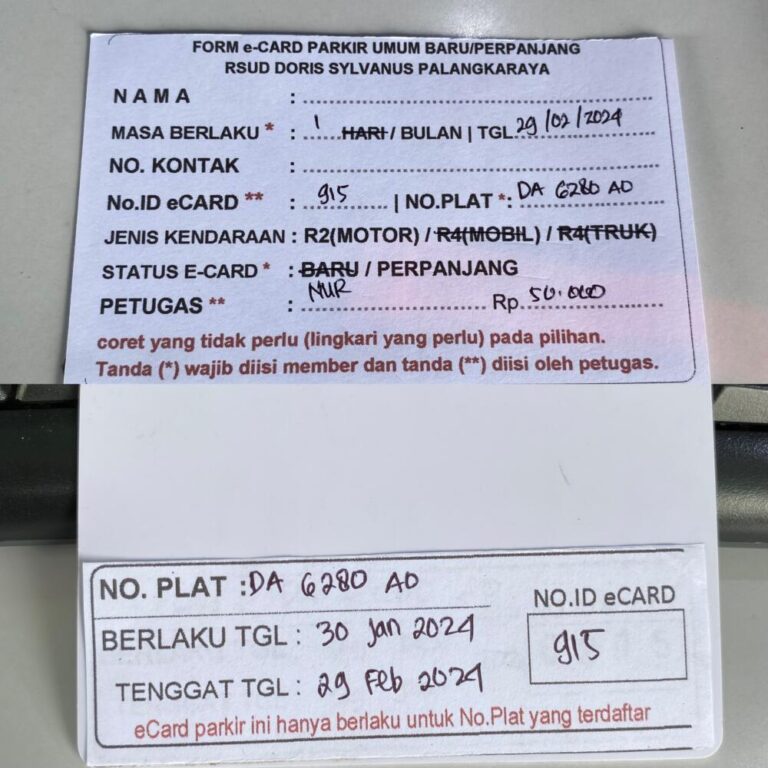 FORM e-CARD PARKIR UMUM BARU/PERPANJANG
RSUD DORIS SYLVANUS PALANGKARAYA
NAMA : ........................
MASA BERLAKU * : 1 HARI / BULAN | TGL 29/02/2024
NO. KONTAK : ........................
No.ID eCARD ** : 915 | NO.PLAT *: DA 6280 AO
JENIS KENDARAAN : R2(MOTOR) / R4(MOBIL) / R4(TRUK)
STATUS E-CARD * : BARU / PERPANJANG
PETUGAS ** : NUR Rp. 50.000
coret yang tidak perlu (lingkari yang perlu) pada pilihan.
Tanda (*) wajib diisi member dan tanda (**) diisi oleh petugas.
NO. PLAT : DA 6280 AO
NO.ID eCARD
BERLAKU TGL : 30 Jan 2024
915
TENGGAT TGL : 29 Feb 2024
eCard parkir ini hanya berlaku untuk No.Plat yang terdaftar